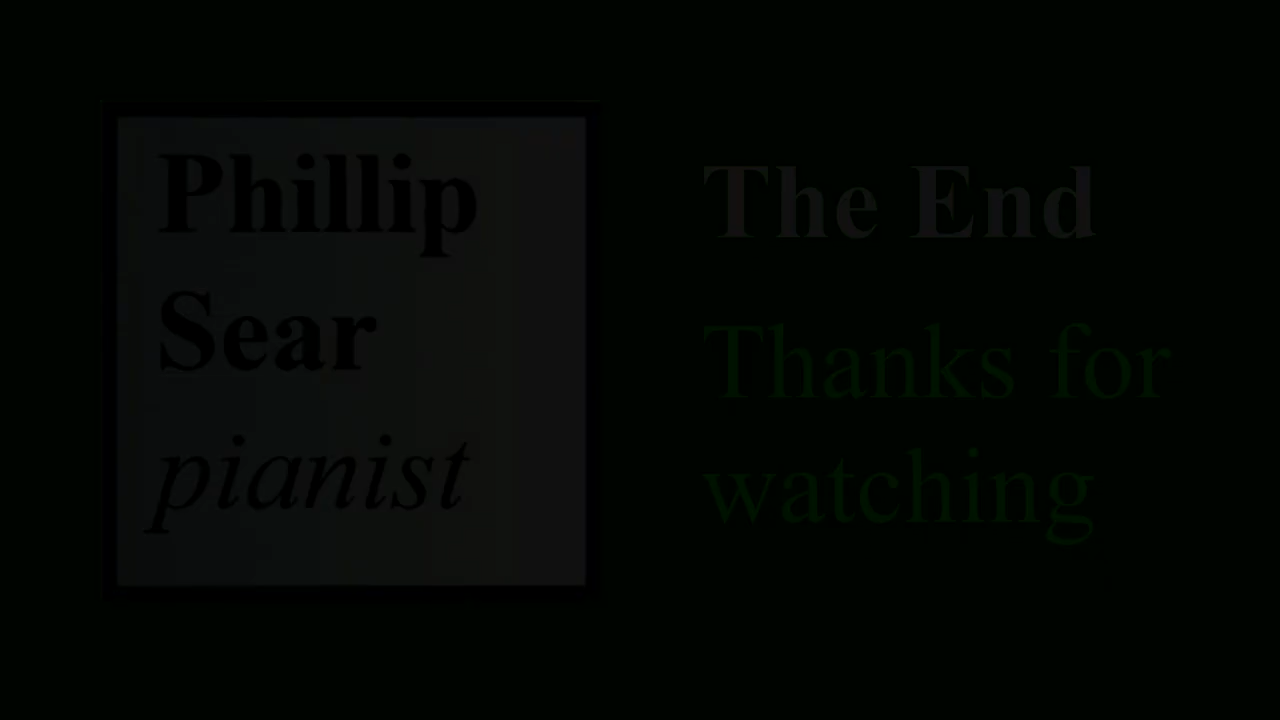 Phillip
Sear
pianist
The End
Thanks for
watching